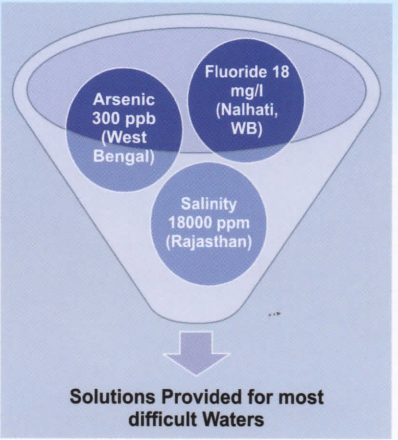 Arsenic
300 ppb
(West
Bengal)
Fluoride 18
mg/l
(Nalhati,
WB)
Salinity
18000 ppm
(Rajasthan)
Solutions Provided for most
difficult Waters